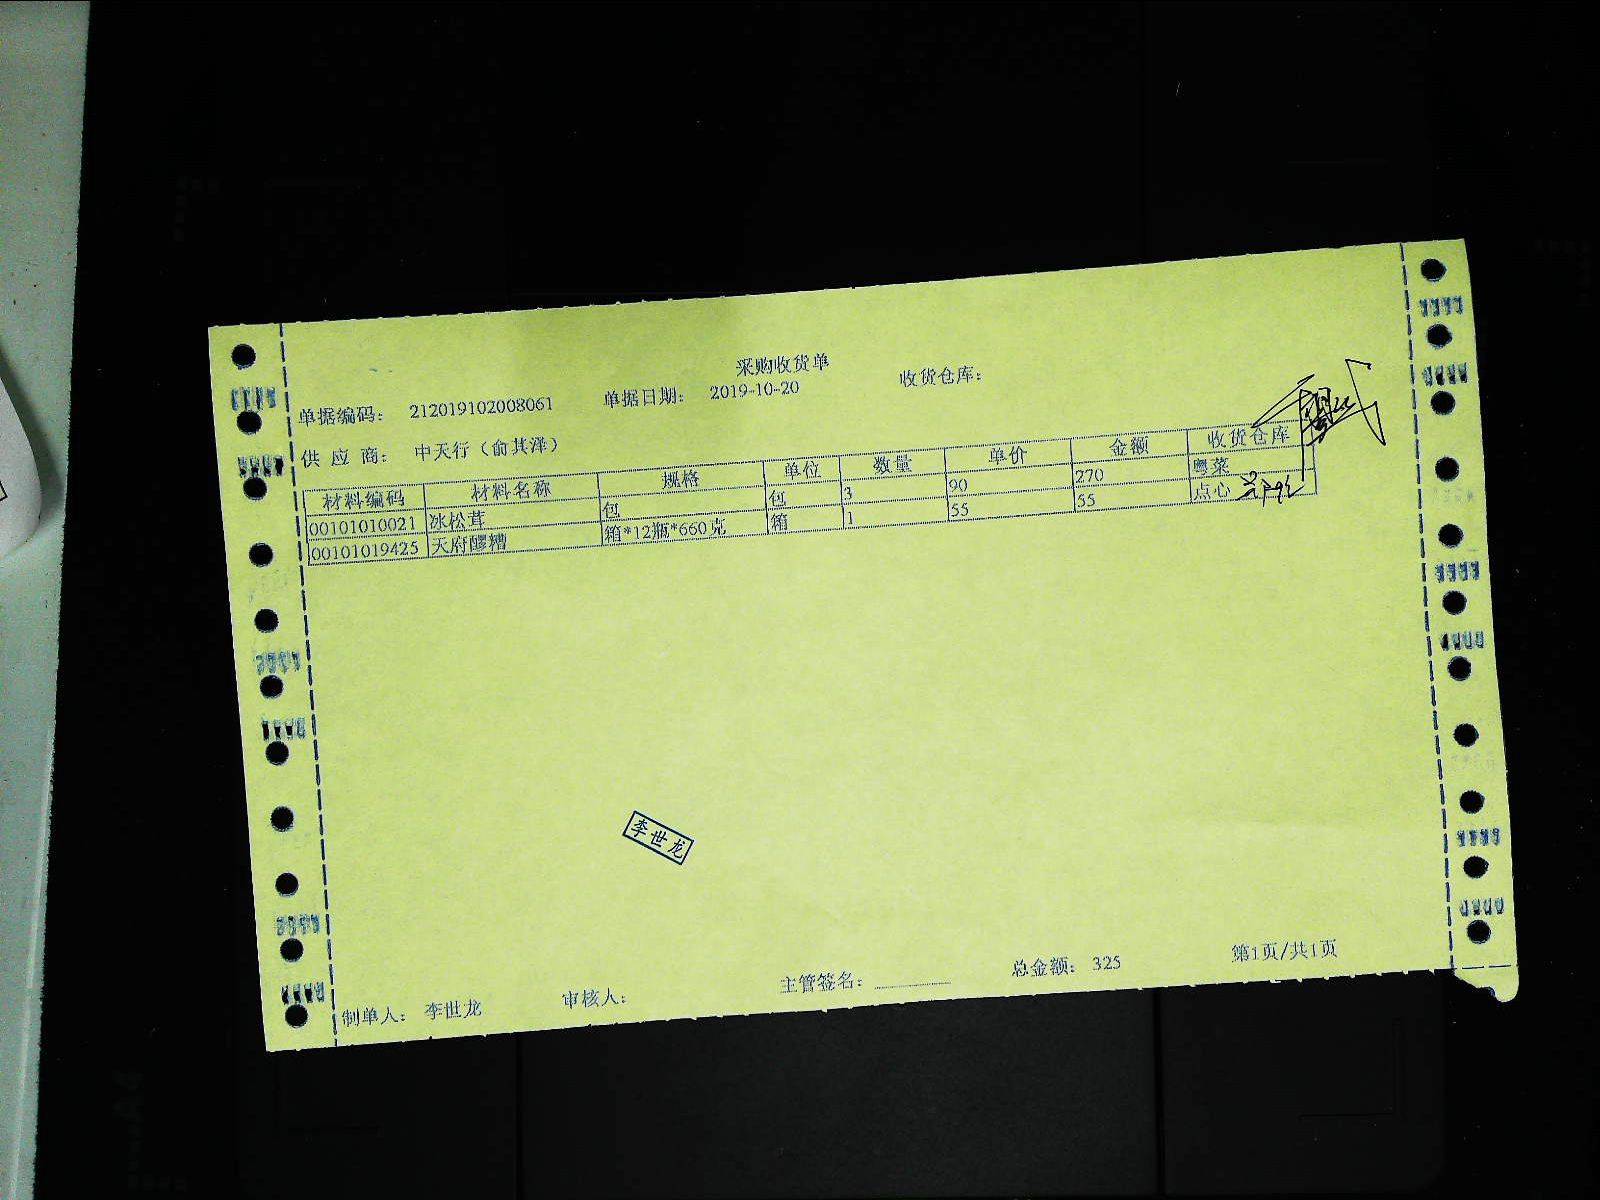 采购收货单
单据编码: 212019102008061 单据日期: 2019-10-20 收货仓库:
供 应 商: 中天行（俞其泽）
材料编码 材料名称 规格 单位 数量 单价 金额 收货仓库
00101010021 冰松茸 包 包 3 90 270 粤菜
00101019425 天府醪糟 箱*12瓶*660克 箱 1 55 55 点心
李世龙
制单人: 李世龙 审核人: 主管签名: 总金额: 325 第1页/共1页